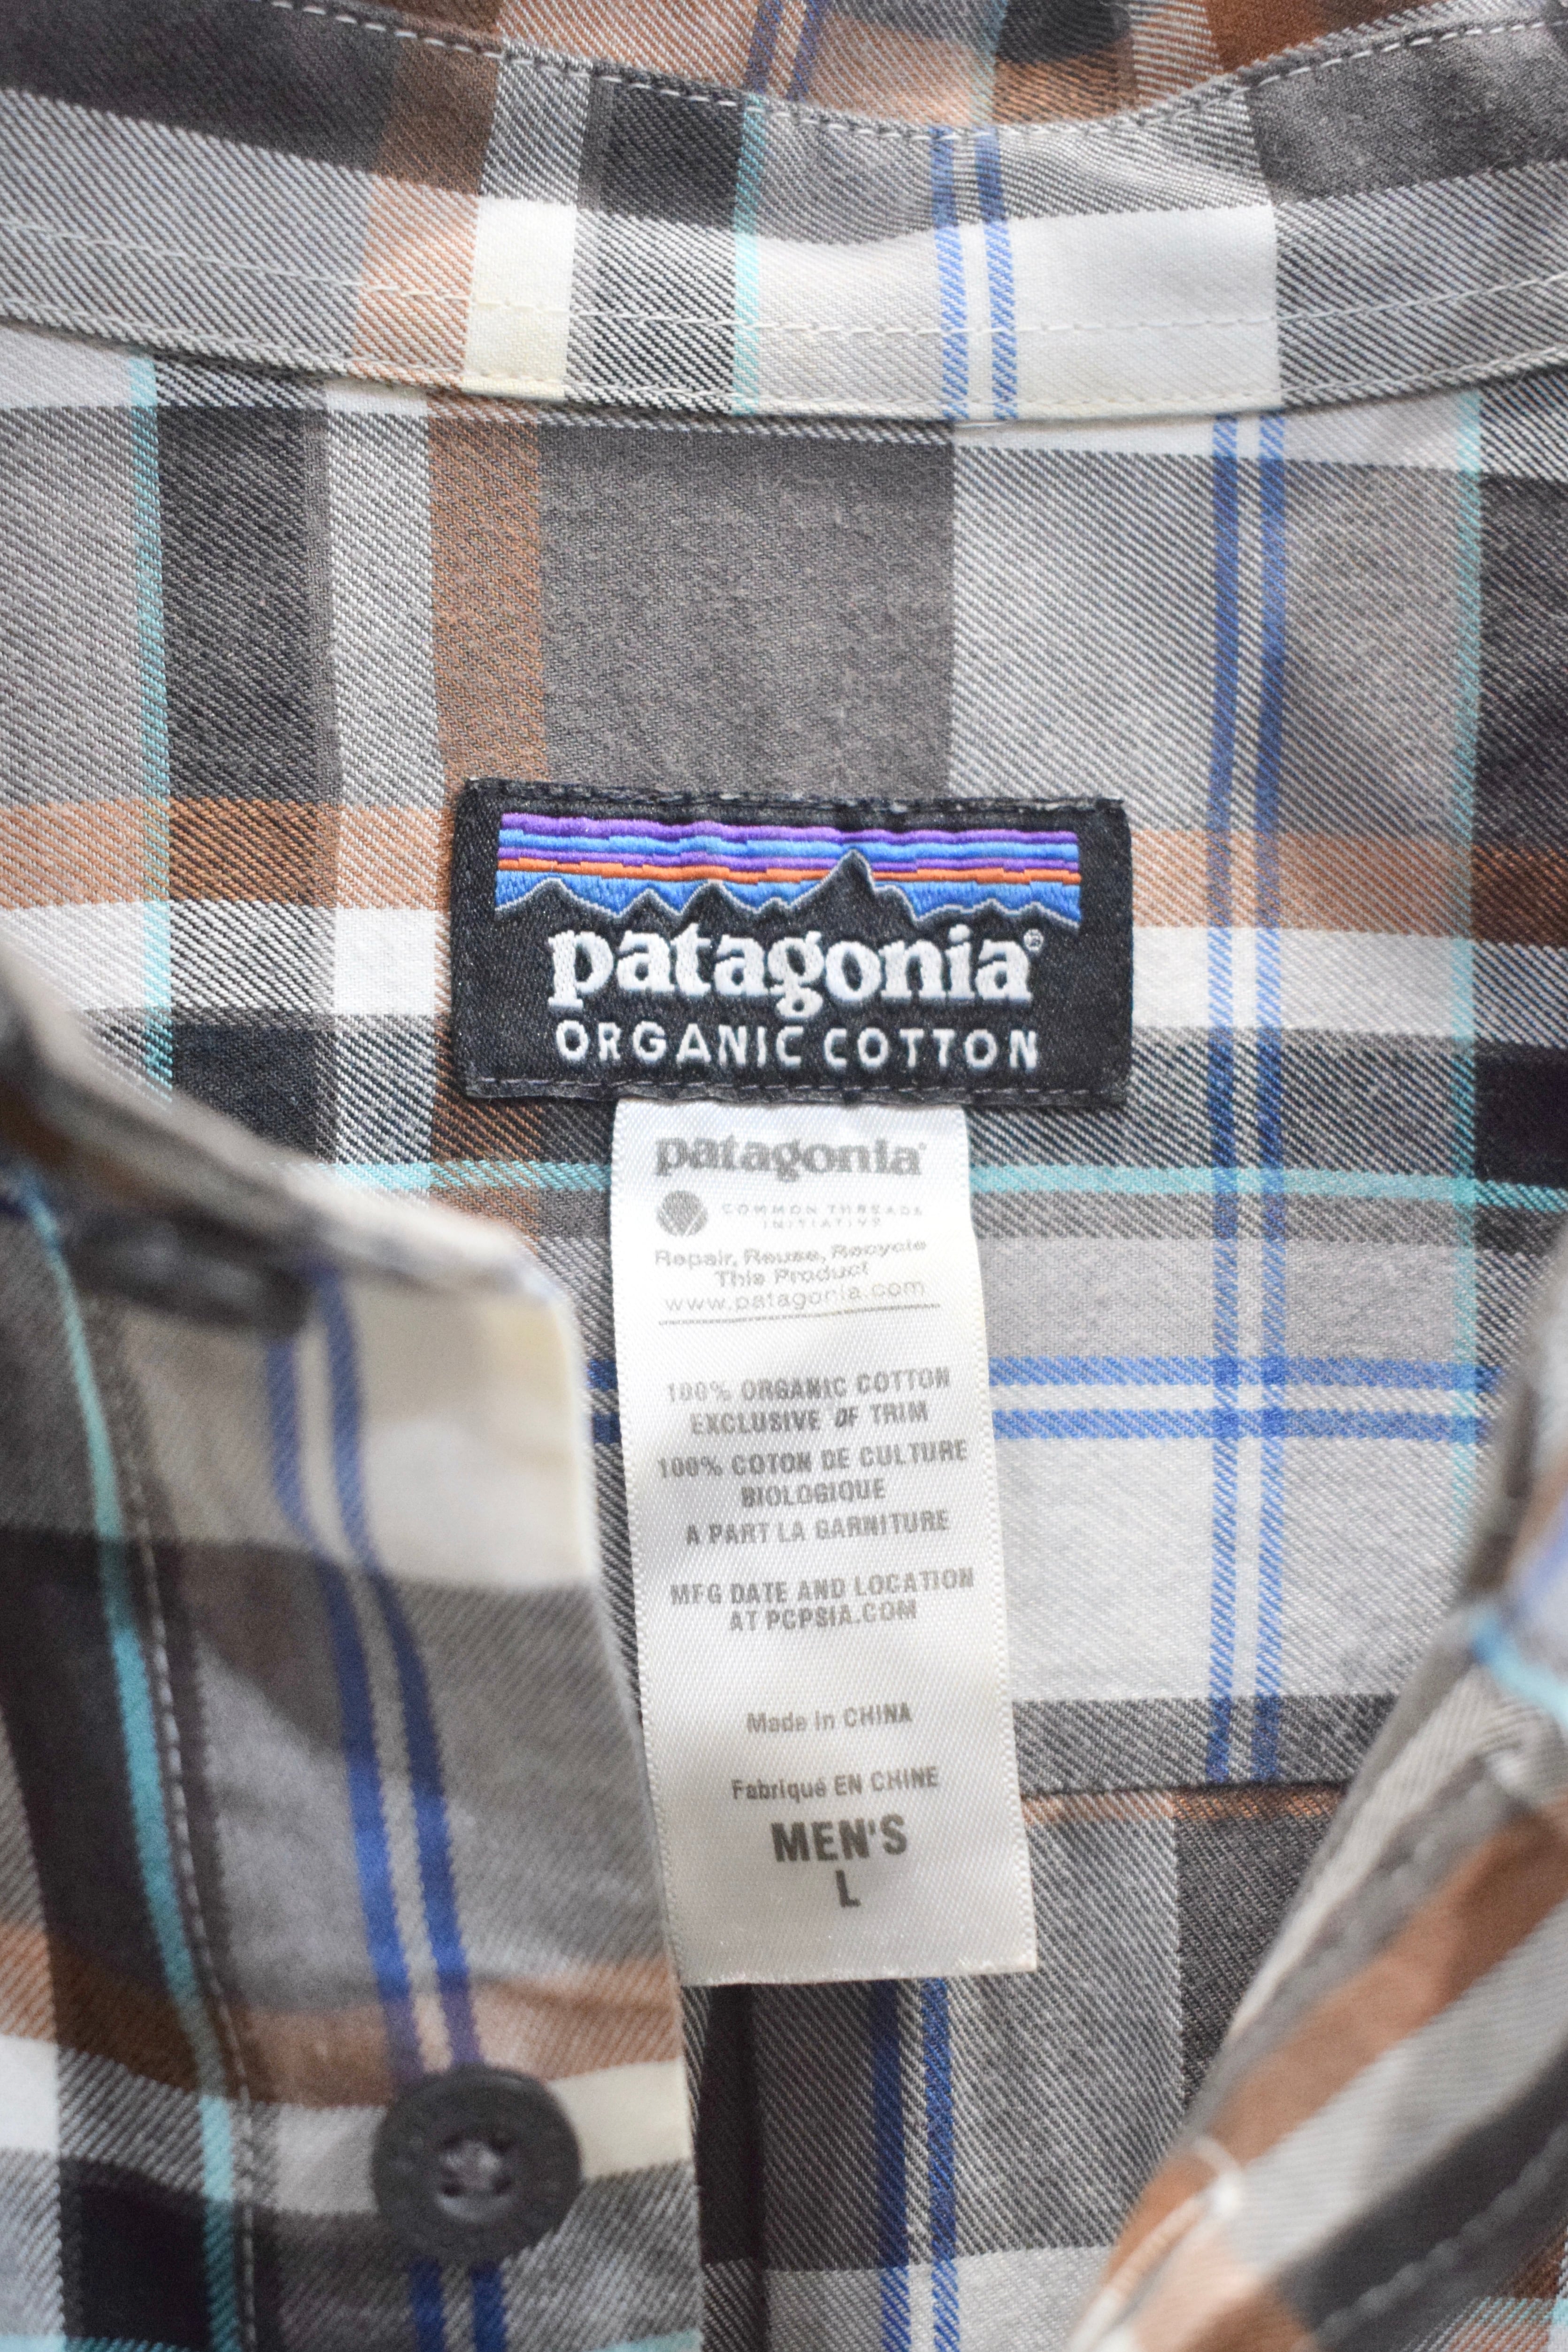 patagonia®
ORGANIC COTTON
patagonia®
COMMON THREADS
INITIATIVE
Repair, Reuse, Recycle
This Product
www.patagonia.com
100% ORGANIC COTTON
EXCLUSIVE OF TRIM
100% COTON DE CULTURE
BIOLOGIQUE
A PART LA GARNITURE
MFG DATE AND LOCATION
AT PCPSIA.COM
Made in CHINA
Fabriqué EN CHINE
MEN'S
L